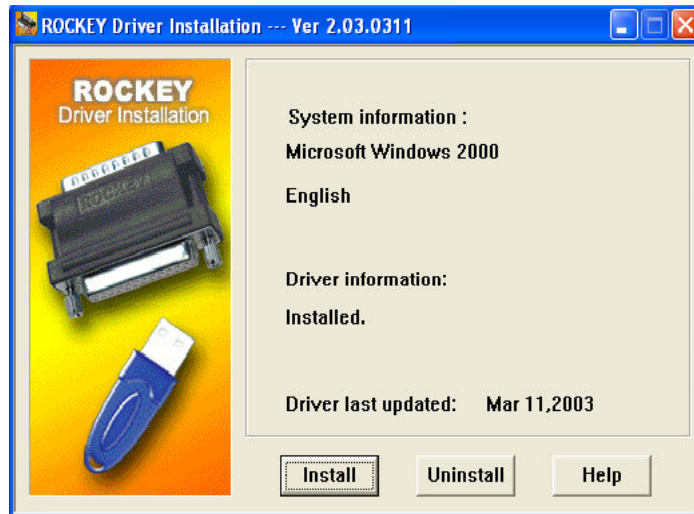 ROCKEY Driver Installation --- Ver 2.03.0311
ROCKEY
Driver Installation
System information :
Microsoft Windows 2000
English
Driver information:
Installed.
Driver last updated: Mar 11,2003
Install Uninstall Help